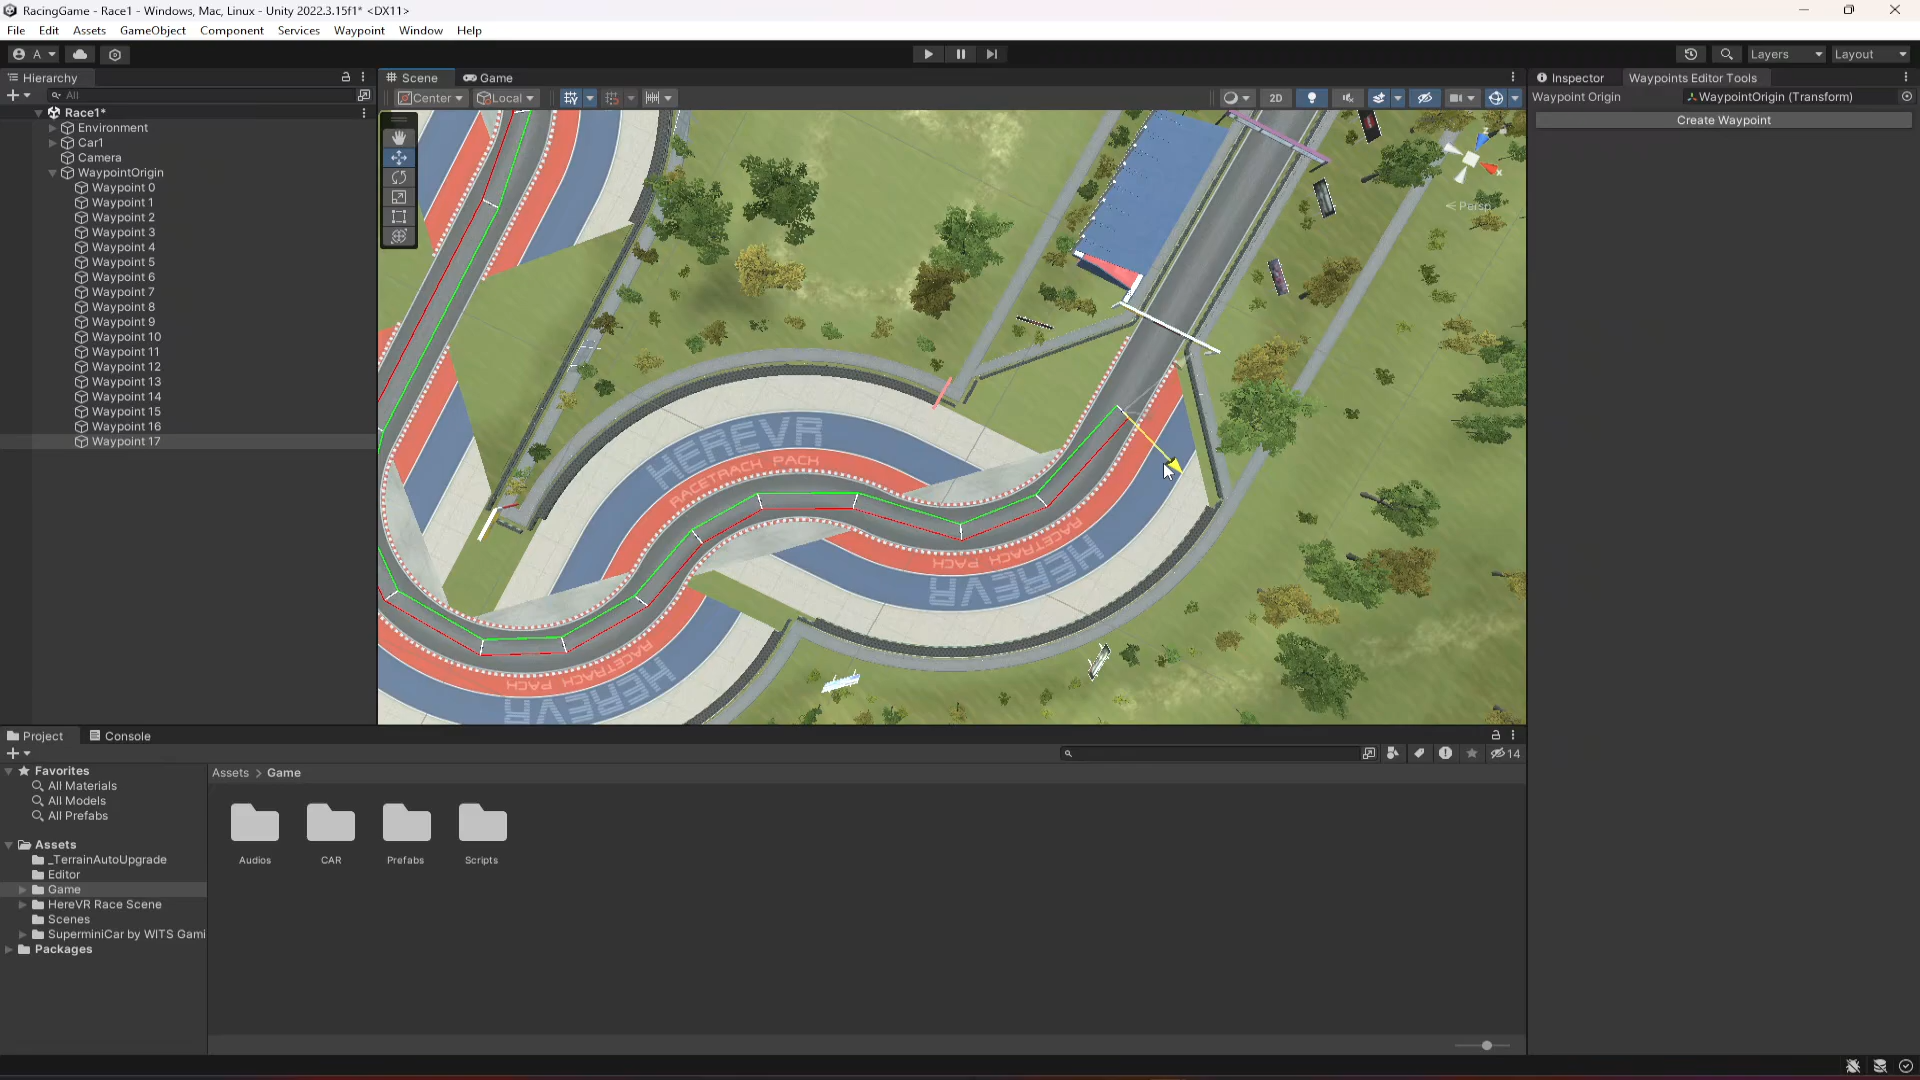 RacingGame - Race1 - Windows, Mac, Linux - Unity 2022.3.15f1* <DX11>
File Edit Assets GameObject Component Services Waypoint Window Help
A
Layers
Layout
Hierarchy
Scene
Game
Inspector
Waypoints Editor Tools
All
Center
Local
2D
Waypoint Origin
WaypointOrigin (Transform)
Create Waypoint
Race1*
Environment
Car1
Camera
WaypointOrigin
Waypoint 0
Waypoint 1
Waypoint 2
Waypoint 3
Waypoint 4
Waypoint 5
Waypoint 6
Waypoint 7
Waypoint 8
Waypoint 9
Waypoint 10
Waypoint 11
Waypoint 12
Waypoint 13
Waypoint 14
Waypoint 15
Waypoint 16
Waypoint 17
z
x
Persp
HEREVR
RACETRACH PACH
RACETRACH PACH
HEREVR
RACETRACH PACH
HEREVR
Project
Console
14
Favorites
All Materials
All Models
All Prefabs
Assets
_TerrainAutoUpgrade
Editor
Game
HereVR Race Scene
Scenes
SuperminiCar by WITS Gami
Packages
Assets > Game
Audios
CAR
Prefabs
Scripts